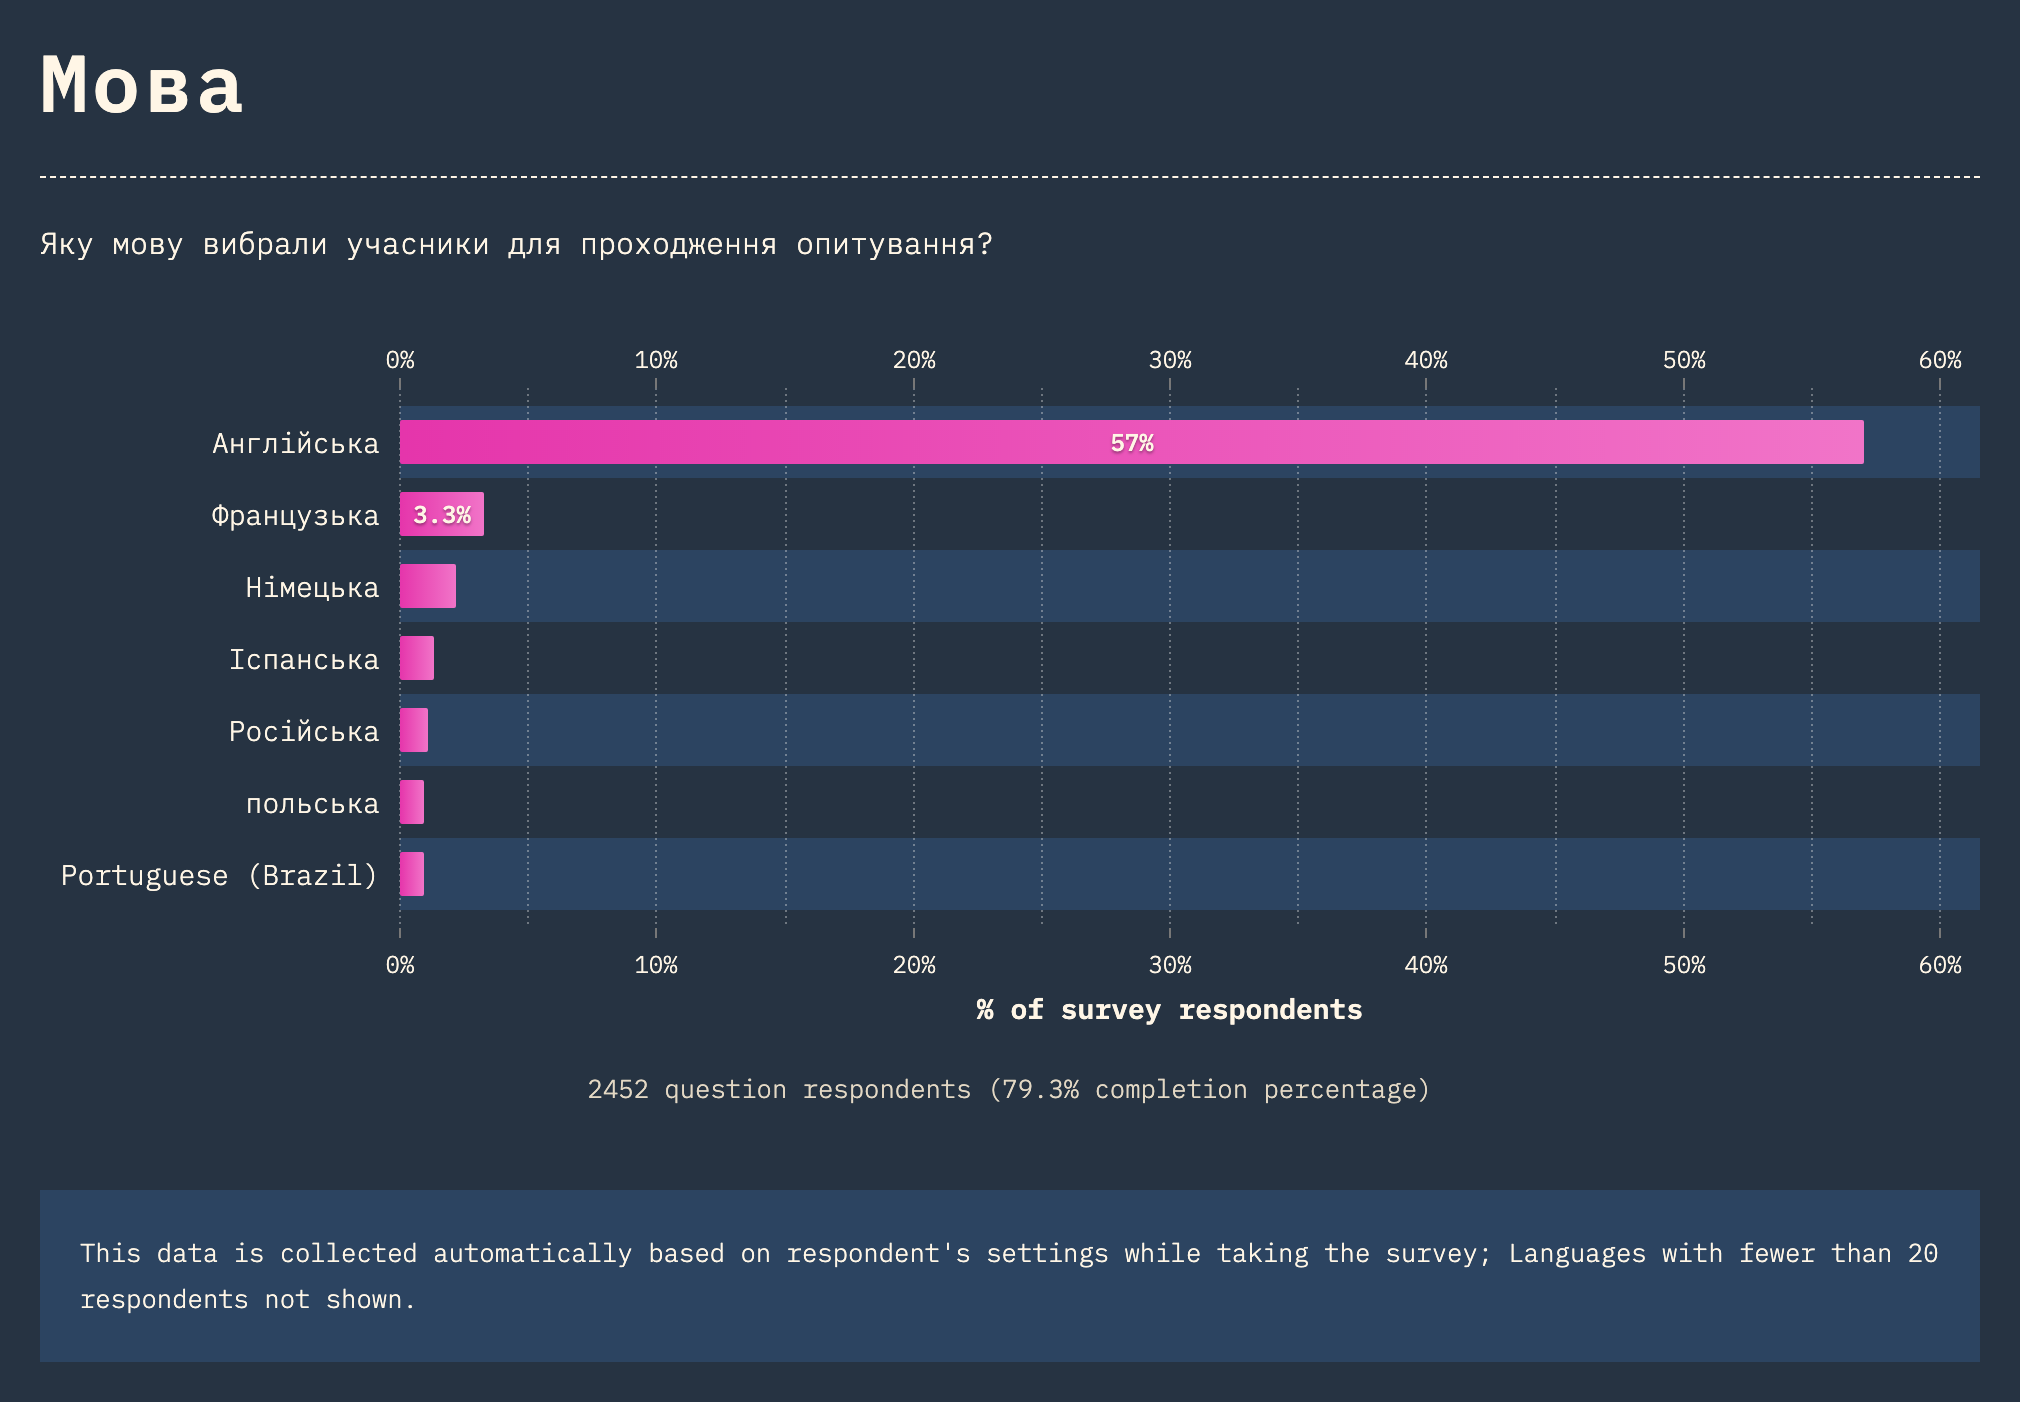 Мова
Яку мову вибрали учасники для проходження опитування?
0% 10% 20% 30% 40% 50% 60%
Англійська 57%
Французька 3.3%
Німецька
Іспанська
Російська
польська
Portuguese (Brazil)
0% 10% 20% 30% 40% 50% 60%
% of survey respondents
2452 question respondents (79.3% completion percentage)
This data is collected automatically based on respondent's settings while taking the survey; Languages with fewer than 20
respondents not shown.